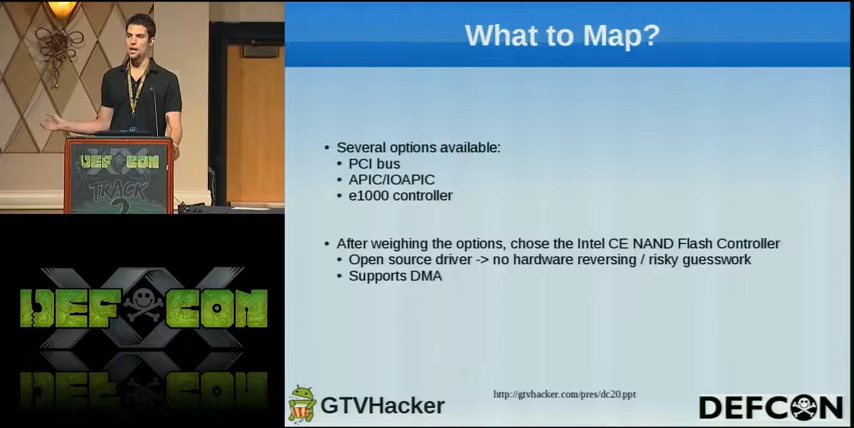 What to Map?
• Several options available:
• PCI bus
• APIC/IOAPIC
• e1000 controller
• After weighing the options, chose the Intel CE NAND Flash Controller
• Open source driver -> no hardware reversing / risky guesswork
• Supports DMA
GTVHacker
http://gtvhacker.com/pres/dc20.ppt
DEFCON
DEF CON
TRACK
2
XX
DEF CON